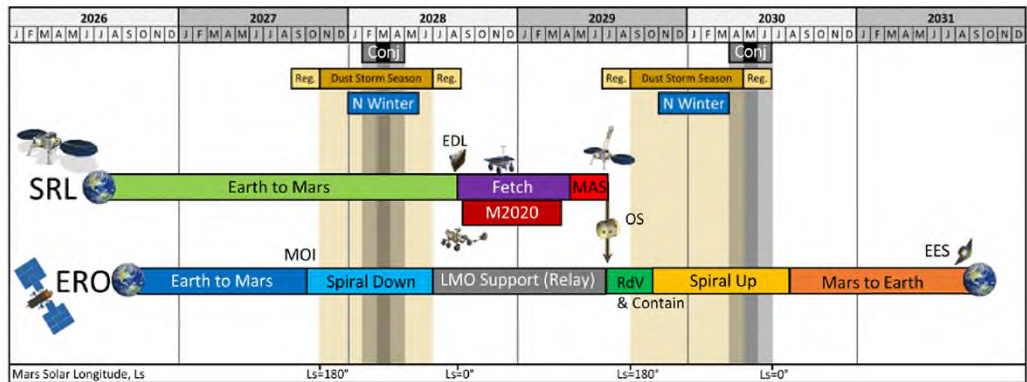 2026 2027 2028 2029 2030 2031
J F M A M J J A S O N D J F M A M J J A S O N D J F M A M J J A S O N D J F M A M J J A S O N D J F M A M J J A S O N D J F M A M J J A S O N D
Conj Conj
Reg. Dust Storm Season Reg. Reg. Dust Storm Season Reg.
N Winter N Winter
EDL
SRL Earth to Mars Fetch MAS
M2020 OS
MOI EES
ERO Earth to Mars Spiral Down LMO Support (Relay) RdV Spiral Up Mars to Earth
& Contain
Mars Solar Longitude, Ls Ls=180° Ls=0° Ls=180° Ls=0°